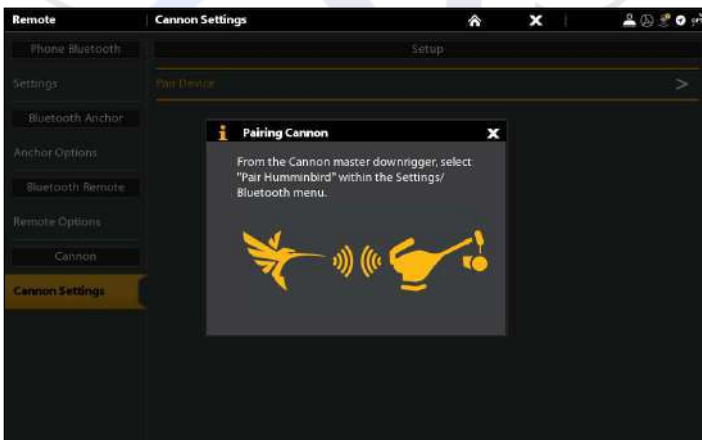 Remote
Cannon Settings
Phone Bluetooth
Setup
Settings
Pair Device
Bluetooth Anchor
Anchor Options
Bluetooth Remote
Remote Options
Cannon
Cannon Settings
Pairing Cannon
From the Cannon master downrigger, select
"Pair Humminbird" within the Settings/
Bluetooth menu.